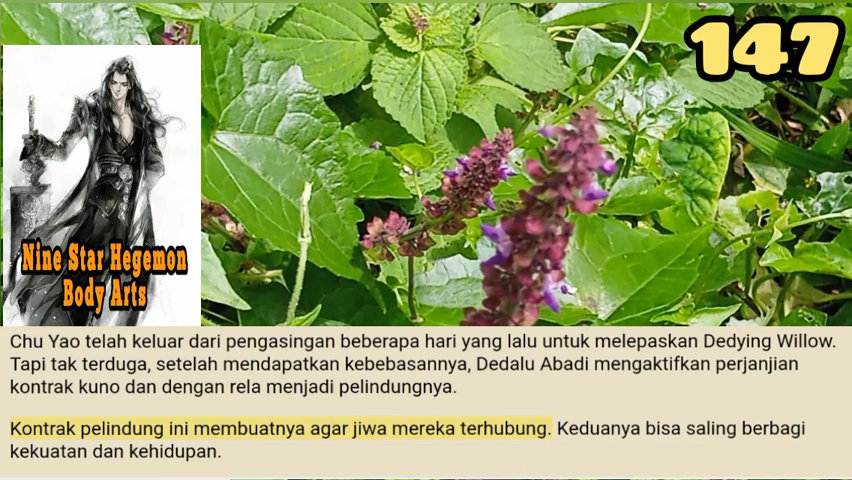 147
Nine Star Hegemon
Body Arts
Chu Yao telah keluar dari pengasingan beberapa hari yang lalu untuk melepaskan Dedying Willow.
Tapi tak terduga, setelah mendapatkan kebebasannya, Dedalu Abadi mengaktifkan perjanjian
kontrak kuno dan dengan rela menjadi pelindungnya.
Kontrak pelindung ini membuatnya agar jiwa mereka terhubung. Keduanya bisa saling berbagi
kekuatan dan kehidupan.